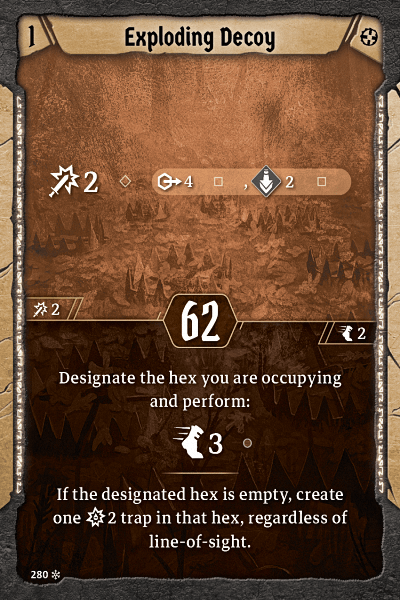 1 Exploding Decoy
2 4 , 2
2
62
2
Designate the hex you are occupying
and perform:
3
If the designated hex is empty, create
one 2 trap in that hex, regardless of
line-of-sight.
280